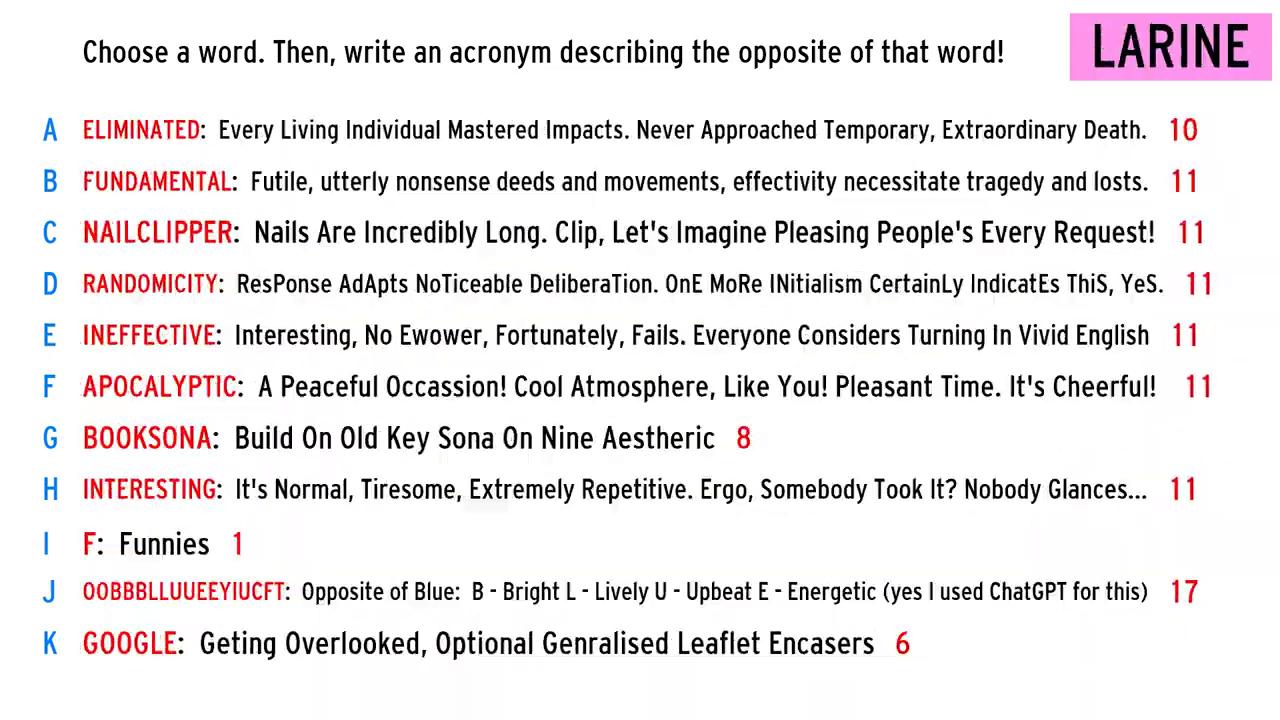 Choose a word. Then, write an acronym describing the opposite of that word!
LARINE
A ELIMINATED: Every Living Individual Mastered Impacts. Never Approached Temporary, Extraordinary Death. 10
B FUNDAMENTAL: Futile, utterly nonsense deeds and movements, effectivity necessitate tragedy and losts. 11
C NAILCLIPPER: Nails Are Incredibly Long. Clip, Let's Imagine Pleasing People's Every Request! 11
D RANDOMICITY: ResPonse AdApts NoTiceable DeliberaTion. OnE MoRe INitialism CertainLy IndicatEs ThiS, YeS. 11
E INEFFECTIVE: Interesting, No Ewower, Fortunately, Fails. Everyone Considers Turning In Vivid English 11
F APOCALYPTIC: A Peaceful Occassion! Cool Atmosphere, Like You! Pleasant Time. It's Cheerful! 11
G BOOKSONA: Build On Old Key Sona On Nine Aestheric 8
H INTERESTING: It's Normal, Tiresome, Extremely Repetitive. Ergo, Somebody Took It? Nobody Glances... 11
I F: Funnies 1
J OOBBBLLUUEEYIUCFT: Opposite of Blue: B - Bright L - Lively U - Upbeat E - Energetic (yes I used ChatGPT for this) 17
K GOOGLE: Geting Overlooked, Optional Genralised Leaflet Encasers 6